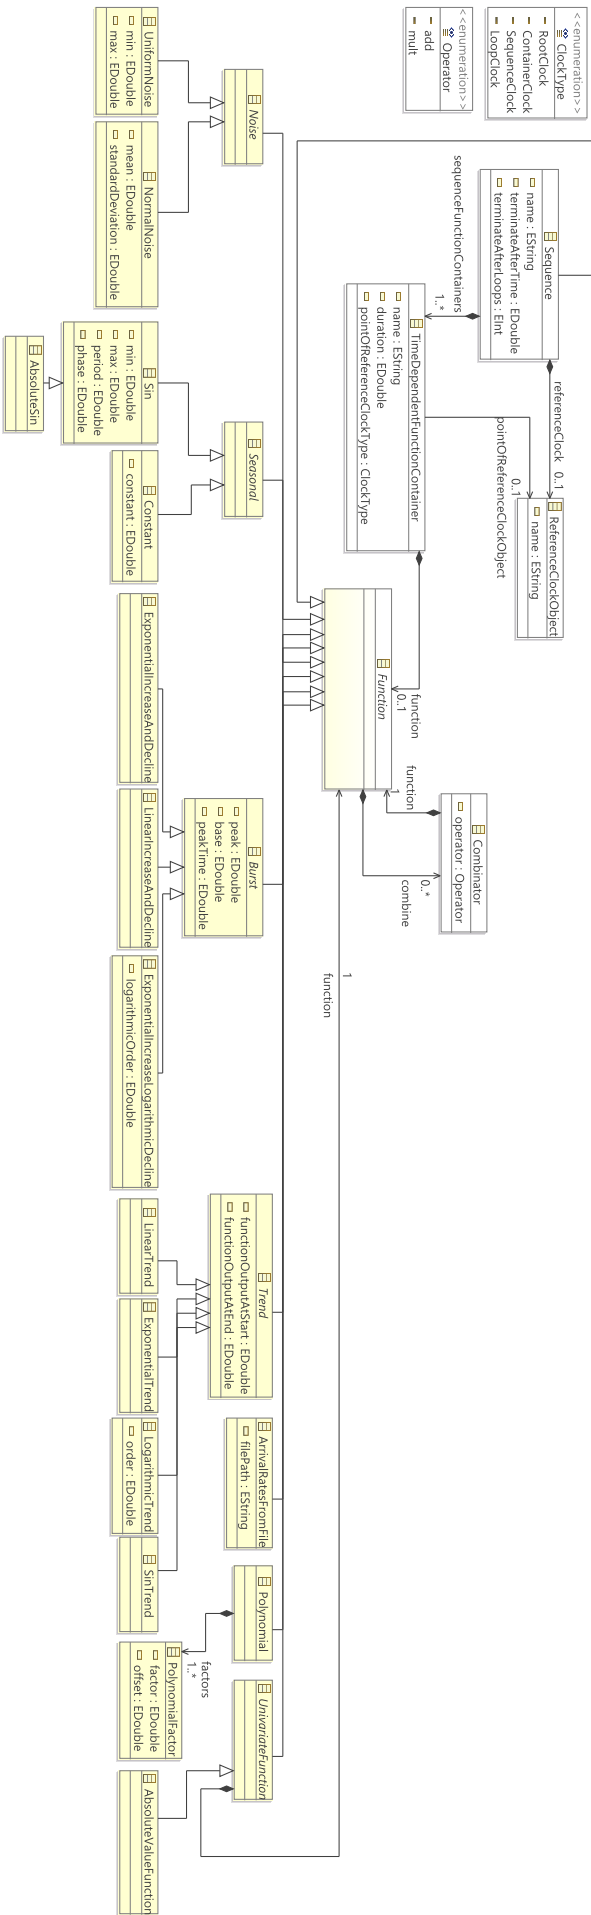 <<enumeration>>
ClockType
RootClock
ContainerClock
SequenceClock
LoopClock
<<enumeration>>
Operator
add
mult
Sequence
name : EString
terminateAfterTime : EDouble
terminateAfterLoops : EInt
referenceClock
0..1
ReferenceClockObject
name : EString
sequenceFunctionContainers
1..*
TimeDependentFunctionContainer
name : EString
duration : EDouble
pointOfReferenceClockType : ClockType
0..1
pointOfReferenceClockObject
function
0..1
Function
function
1
Combinator
operator : Operator
0..*
combine
1
function
Noise
UniformNoise
min : EDouble
max : EDouble
NormalNoise
mean : EDouble
standardDeviation : EDouble
Seasonal
Sin
min : EDouble
max : EDouble
period : EDouble
phase : EDouble
AbsoluteSin
Constant
constant : EDouble
Burst
peak : EDouble
base : EDouble
peakTime : EDouble
ExponentialIncreaseAndDecline
LinearIncreaseAndDecline
ExponentialIncreaseLogarithmicDecline
logarithmicOrder : EDouble
Trend
functionOutputAtStart : EDouble
functionOutputAtEnd : EDouble
LinearTrend
ExponentialTrend
LogarithmicTrend
order : EDouble
SinTrend
ArrivalRatesFromFile
filePath : EString
Polynomial
factors
1..*
PolynomialFactor
factor : EDouble
offset : EDouble
UnivariateFunction
AbsoluteValueFunction